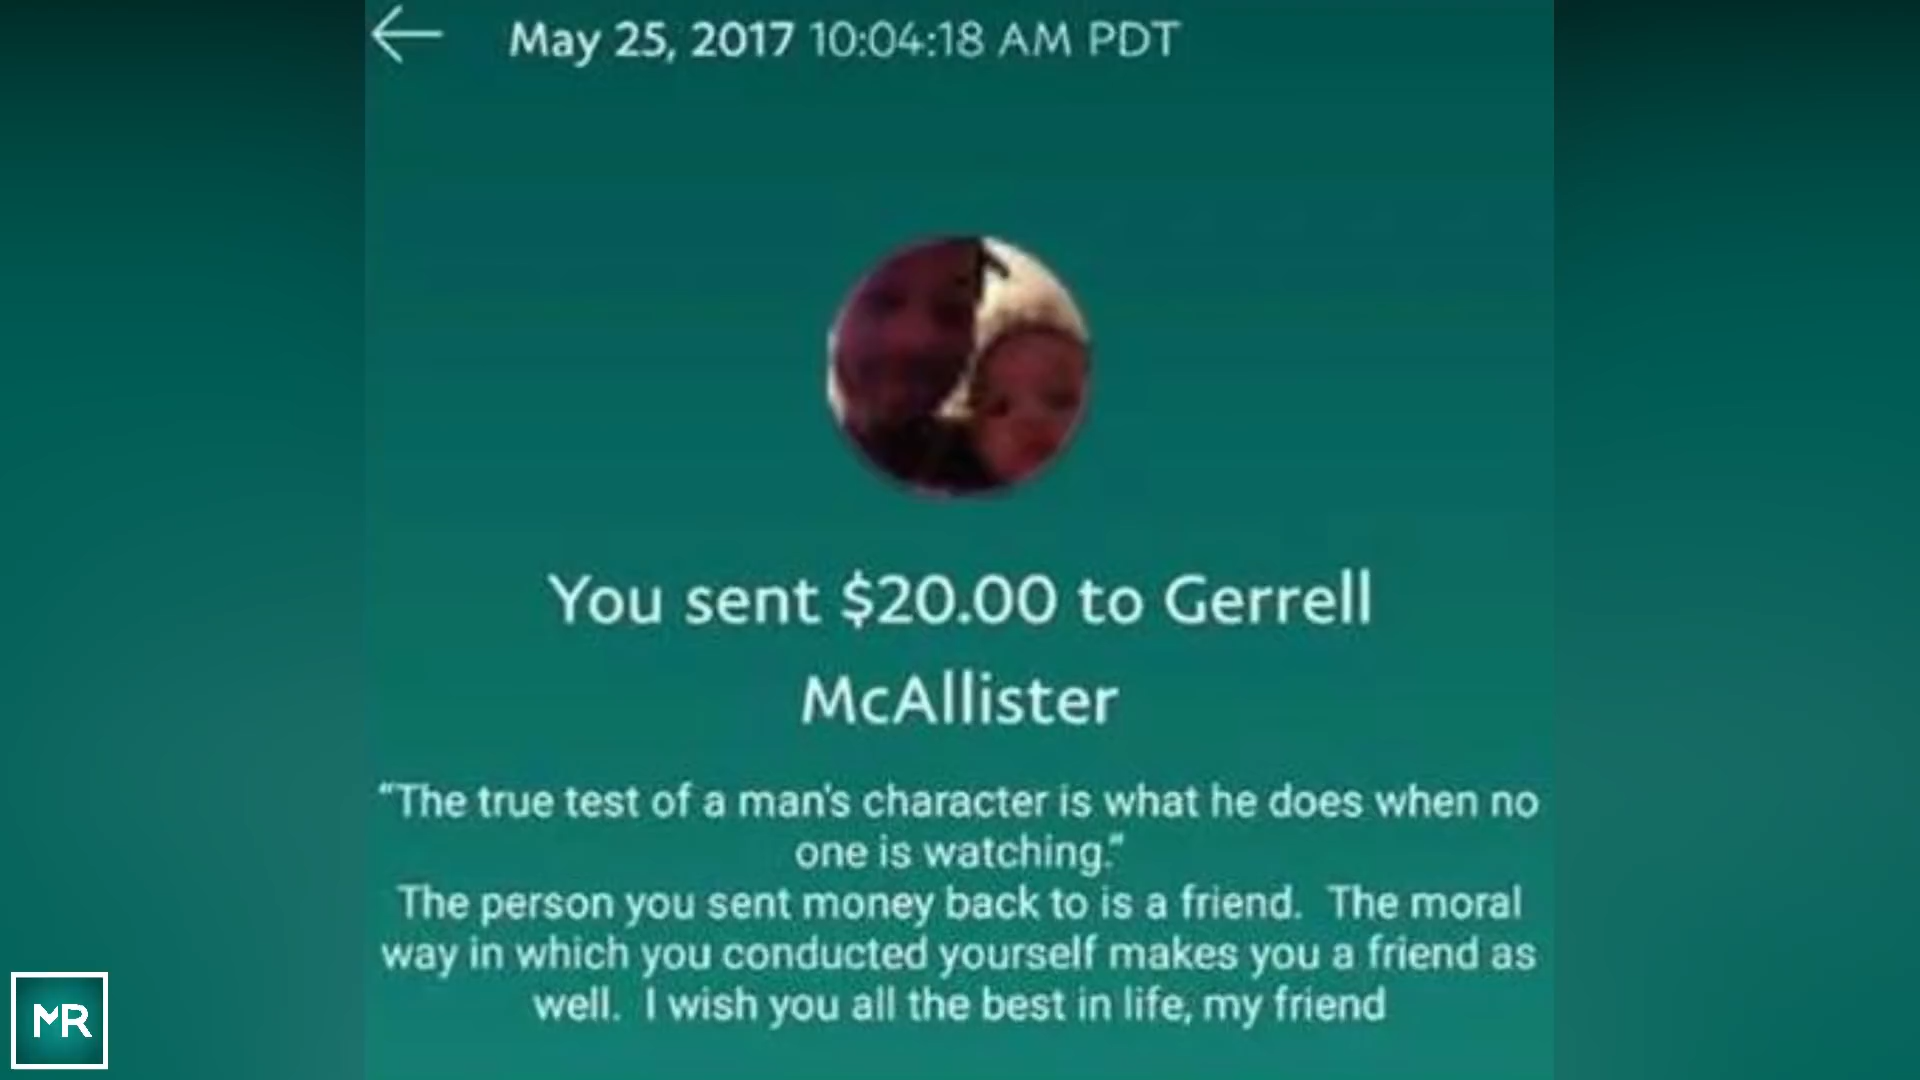 May 25, 2017 10:04:18 AM PDT
You sent $20.00 to Gerrell
McAllister
“The true test of a man's character is what he does when no
one is watching.”
The person you sent money back to is a friend.  The moral
way in which you conducted yourself makes you a friend as
well.  I wish you all the best in life, my friend
MR